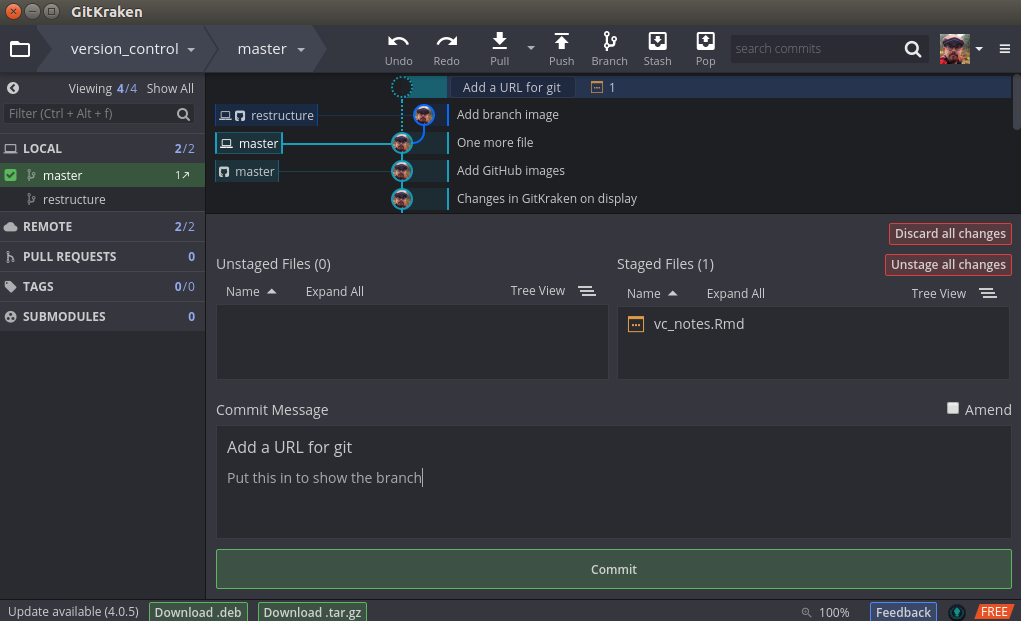 GitKraken
version_control
master
Undo
Redo
Pull
Push
Branch
Stash
Pop
search commits
Viewing 4/4 Show All
Filter (Ctrl + Alt + f)
LOCAL 2/2
master 1↗
restructure
REMOTE 2/2
PULL REQUESTS 0
TAGS 0/0
SUBMODULES 0
Add a URL for git 1
restructure Add branch image
master One more file
master Add GitHub images
Changes in GitKraken on display
Discard all changes
Unstaged Files (0)
Name Expand All Tree View
Staged Files (1) Unstage all changes
Name Expand All Tree View
vc_notes.Rmd
Commit Message Amend
Add a URL for git
Put this in to show the branch
Commit
Update available (4.0.5) Download .deb Download .tar.gz 100% Feedback FREE